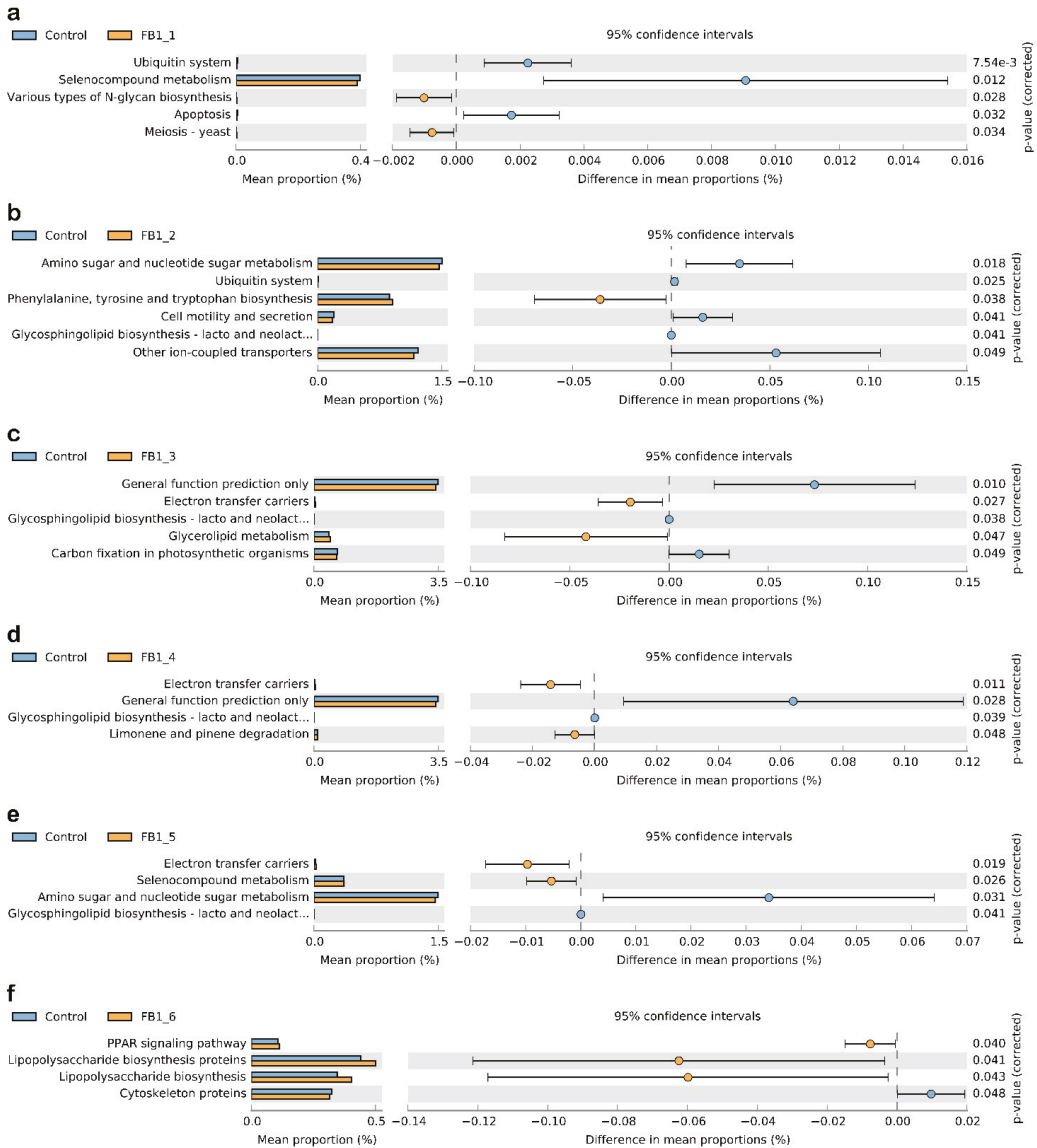 a
Control FB1_1
95% confidence intervals
Ubiquitin system 7.54e-3
Selenocompound metabolism 0.012
Various types of N-glycan biosynthesis 0.028
Apoptosis 0.032
Meiosis - yeast 0.034
p-value (corrected)
0.0 0.4 −0.002 0.000 0.002 0.004 0.006 0.008 0.010 0.012 0.014 0.016
Mean proportion (%) Difference in mean proportions (%)
b
Control FB1_2
95% confidence intervals
Amino sugar and nucleotide sugar metabolism 0.018
Ubiquitin system 0.025
Phenylalanine, tyrosine and tryptophan biosynthesis 0.038
Cell motility and secretion 0.041
Glycosphingolipid biosynthesis - lacto and neolact... 0.041
Other ion-coupled transporters 0.049
p-value (corrected)
0.0 1.5 −0.10 −0.05 0.00 0.05 0.10 0.15
Mean proportion (%) Difference in mean proportions (%)
c
Control FB1_3
95% confidence intervals
General function prediction only 0.010
Electron transfer carriers 0.027
Glycosphingolipid biosynthesis - lacto and neolact... 0.038
Glycerolipid metabolism 0.047
Carbon fixation in photosynthetic organisms 0.049
p-value (corrected)
0.0 3.5 −0.10 −0.05 0.00 0.05 0.10 0.15
Mean proportion (%) Difference in mean proportions (%)
d
Control FB1_4
95% confidence intervals
Electron transfer carriers 0.011
General function prediction only 0.028
Glycosphingolipid biosynthesis - lacto and neolact... 0.039
Limonene and pinene degradation 0.048
p-value (corrected)
0.0 3.5 −0.04 −0.02 0.00 0.02 0.04 0.06 0.08 0.10 0.12
Mean proportion (%) Difference in mean proportions (%)
e
Control FB1_5
95% confidence intervals
Electron transfer carriers 0.019
Selenocompound metabolism 0.026
Amino sugar and nucleotide sugar metabolism 0.031
Glycosphingolipid biosynthesis - lacto and neolact... 0.041
p-value (corrected)
0.0 1.5 −0.02 −0.01 0.00 0.01 0.02 0.03 0.04 0.05 0.06 0.07
Mean proportion (%) Difference in mean proportions (%)
f
Control FB1_6
95% confidence intervals
PPAR signaling pathway 0.040
Lipopolysaccharide biosynthesis proteins 0.041
Lipopolysaccharide biosynthesis 0.043
Cytoskeleton proteins 0.048
p-value (corrected)
0.0 0.5 −0.14 −0.12 −0.10 −0.08 −0.06 −0.04 −0.02 0.00 0.02
Mean proportion (%) Difference in mean proportions (%)